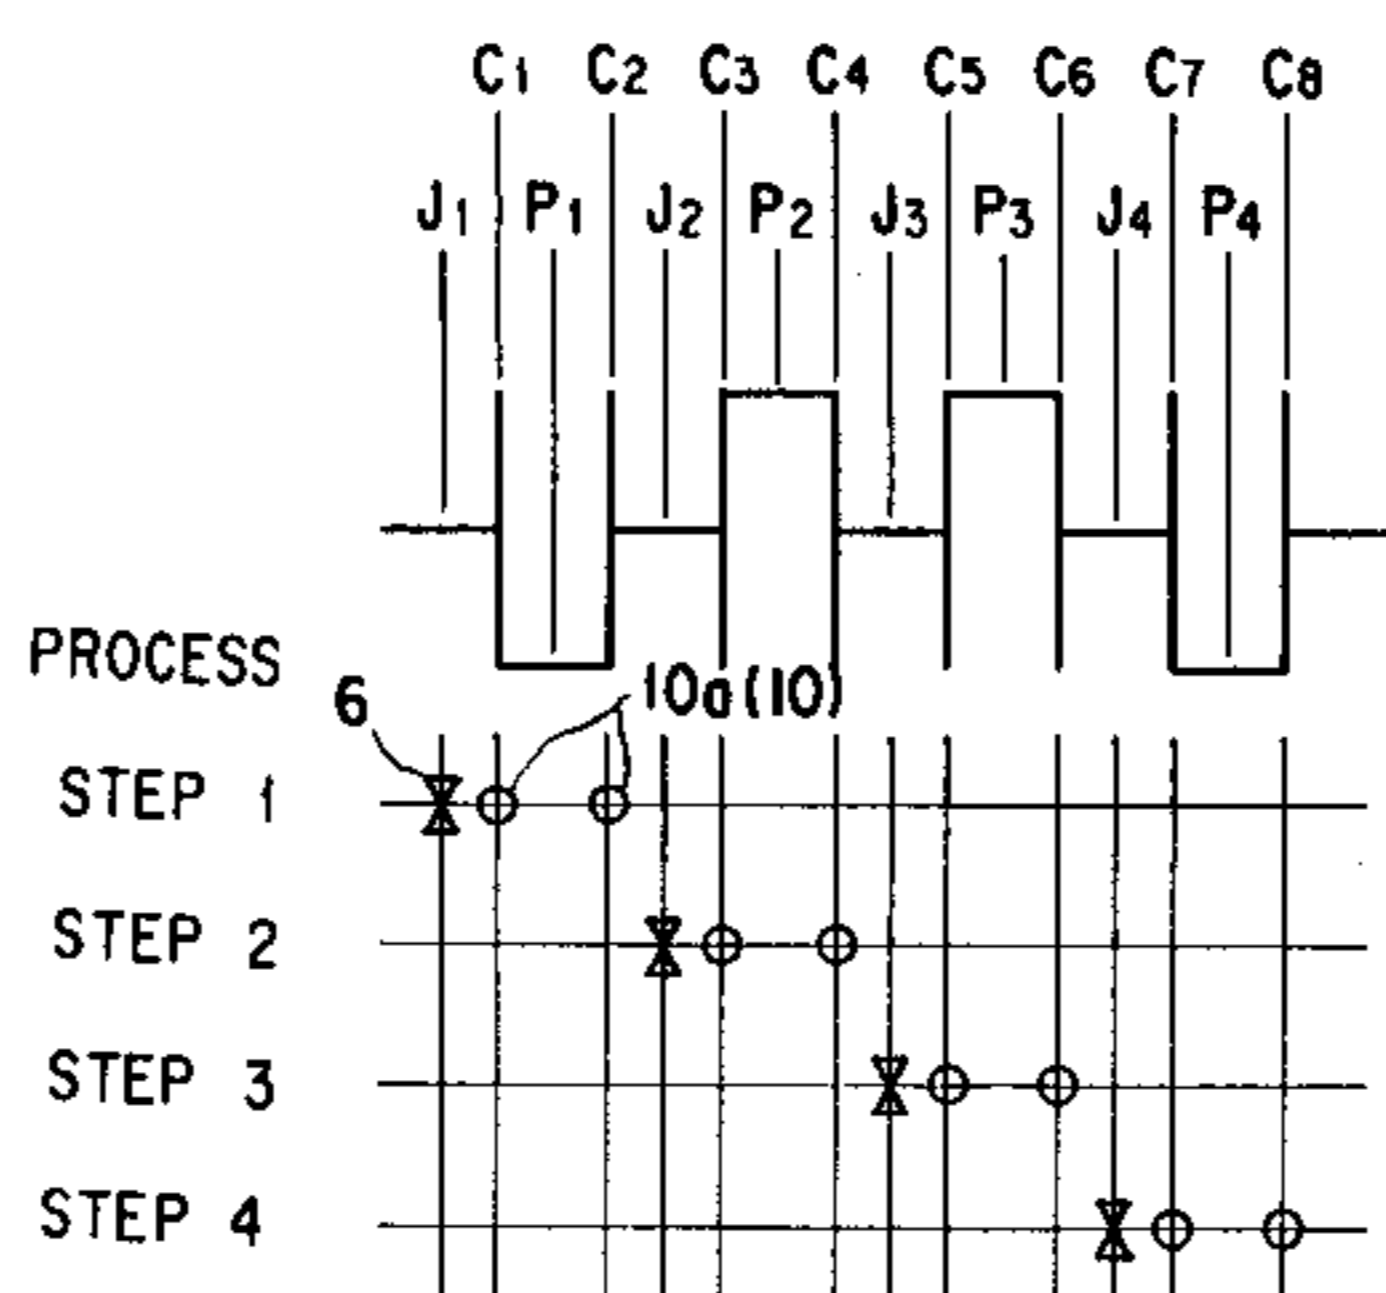 C1 C2 C3 C4 C5 C6 C7 C8
J1 P1 J2 P2 J3 P3 J4 P4
PROCESS
6 10a(10)
STEP 1
STEP 2
STEP 3
STEP 4